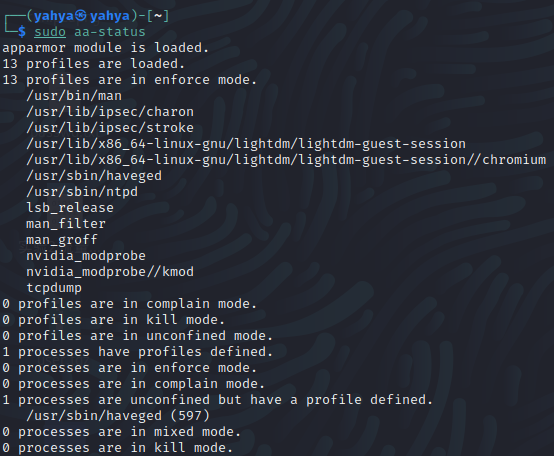 ┌──(yahya㉿yahya)-[~]
└─$ sudo aa-status
apparmor module is loaded.
13 profiles are loaded.
13 profiles are in enforce mode.
   /usr/bin/man
   /usr/lib/ipsec/charon
   /usr/lib/ipsec/stroke
   /usr/lib/x86_64-linux-gnu/lightdm/lightdm-guest-session
   /usr/lib/x86_64-linux-gnu/lightdm/lightdm-guest-session//chromium
   /usr/sbin/haveged
   /usr/sbin/ntpd
   lsb_release
   man_filter
   man_groff
   nvidia_modprobe
   nvidia_modprobe//kmod
   tcpdump
0 profiles are in complain mode.
0 profiles are in kill mode.
0 profiles are in unconfined mode.
1 processes have profiles defined.
0 processes are in enforce mode.
0 processes are in complain mode.
1 processes are unconfined but have a profile defined.
   /usr/sbin/haveged (597)
0 processes are in mixed mode.
0 processes are in kill mode.